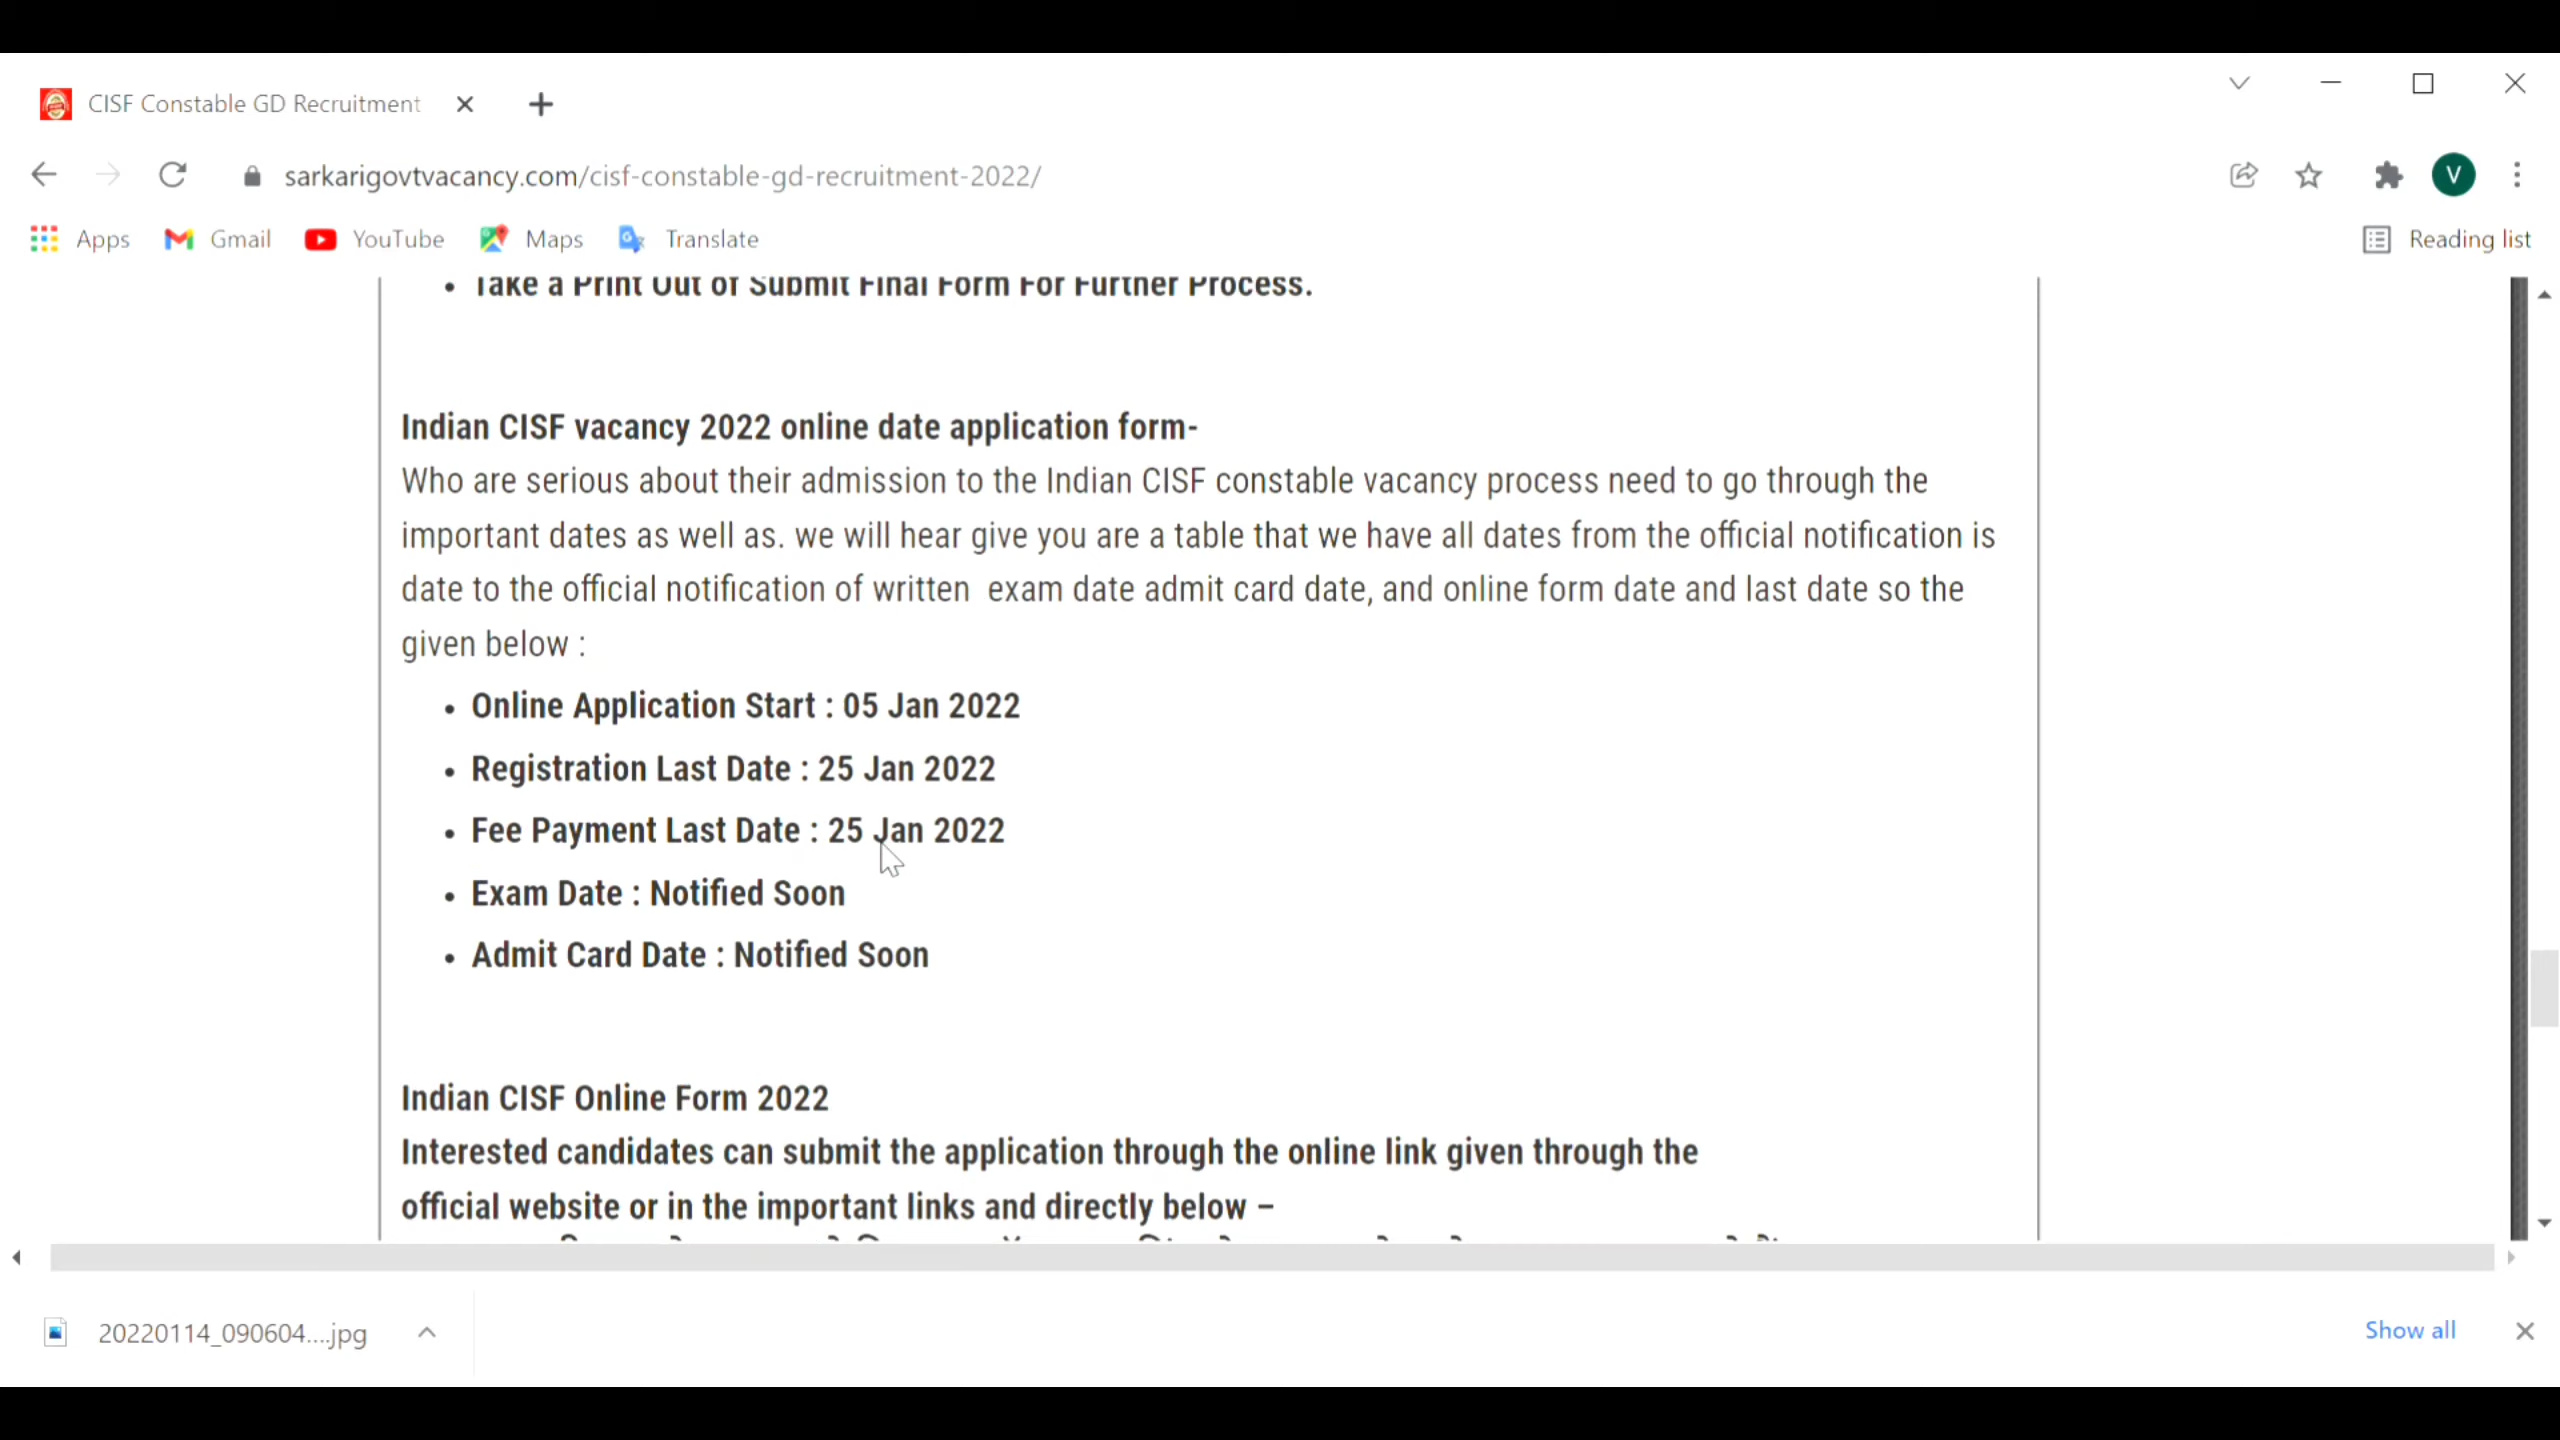 CISF Constable GD Recruitment
sarkarigovtvacancy.com/cisf-constable-gd-recruitment-2022/
V
Apps Gmail YouTube Maps Translate Reading list
Take a Print Out of Submit Final Form For Further Process.
Indian CISF vacancy 2022 online date application form-
Who are serious about their admission to the Indian CISF constable vacancy process need to go through the
important dates as well as. we will hear give you are a table that we have all dates from the official notification is
date to the official notification of written exam date admit card date, and online form date and last date so the
given below :
• Online Application Start : 05 Jan 2022
• Registration Last Date : 25 Jan 2022
• Fee Payment Last Date : 25 Jan 2022
• Exam Date : Notified Soon
• Admit Card Date : Notified Soon
Indian CISF Online Form 2022
Interested candidates can submit the application through the online link given through the
official website or in the important links and directly below –
20220114_090604....jpg
Show all